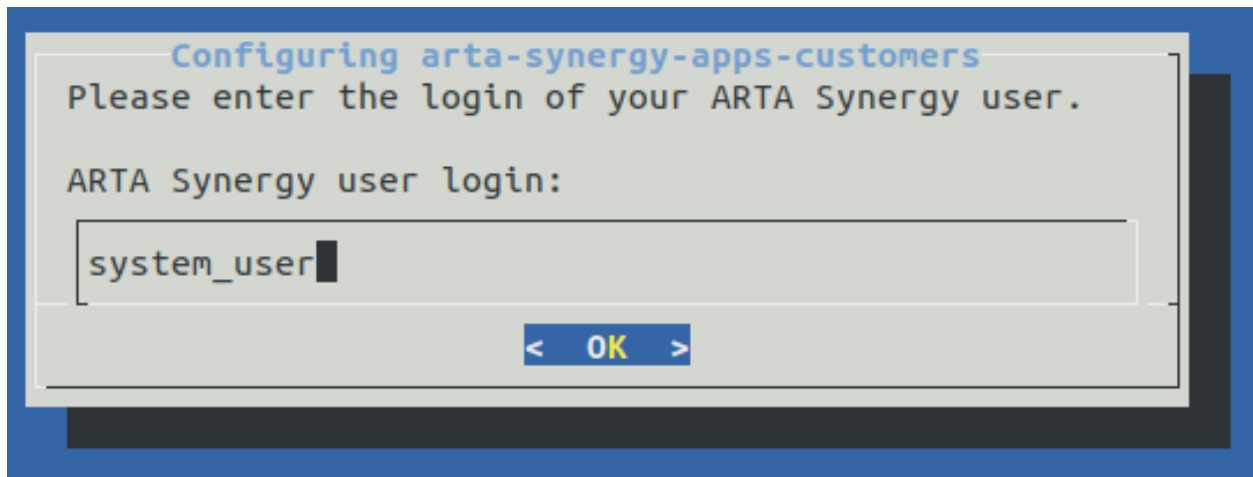 Configuring arta-synergy-apps-customers
Please enter the login of your ARTA Synergy user.
ARTA Synergy user login:
system_user
< OK >